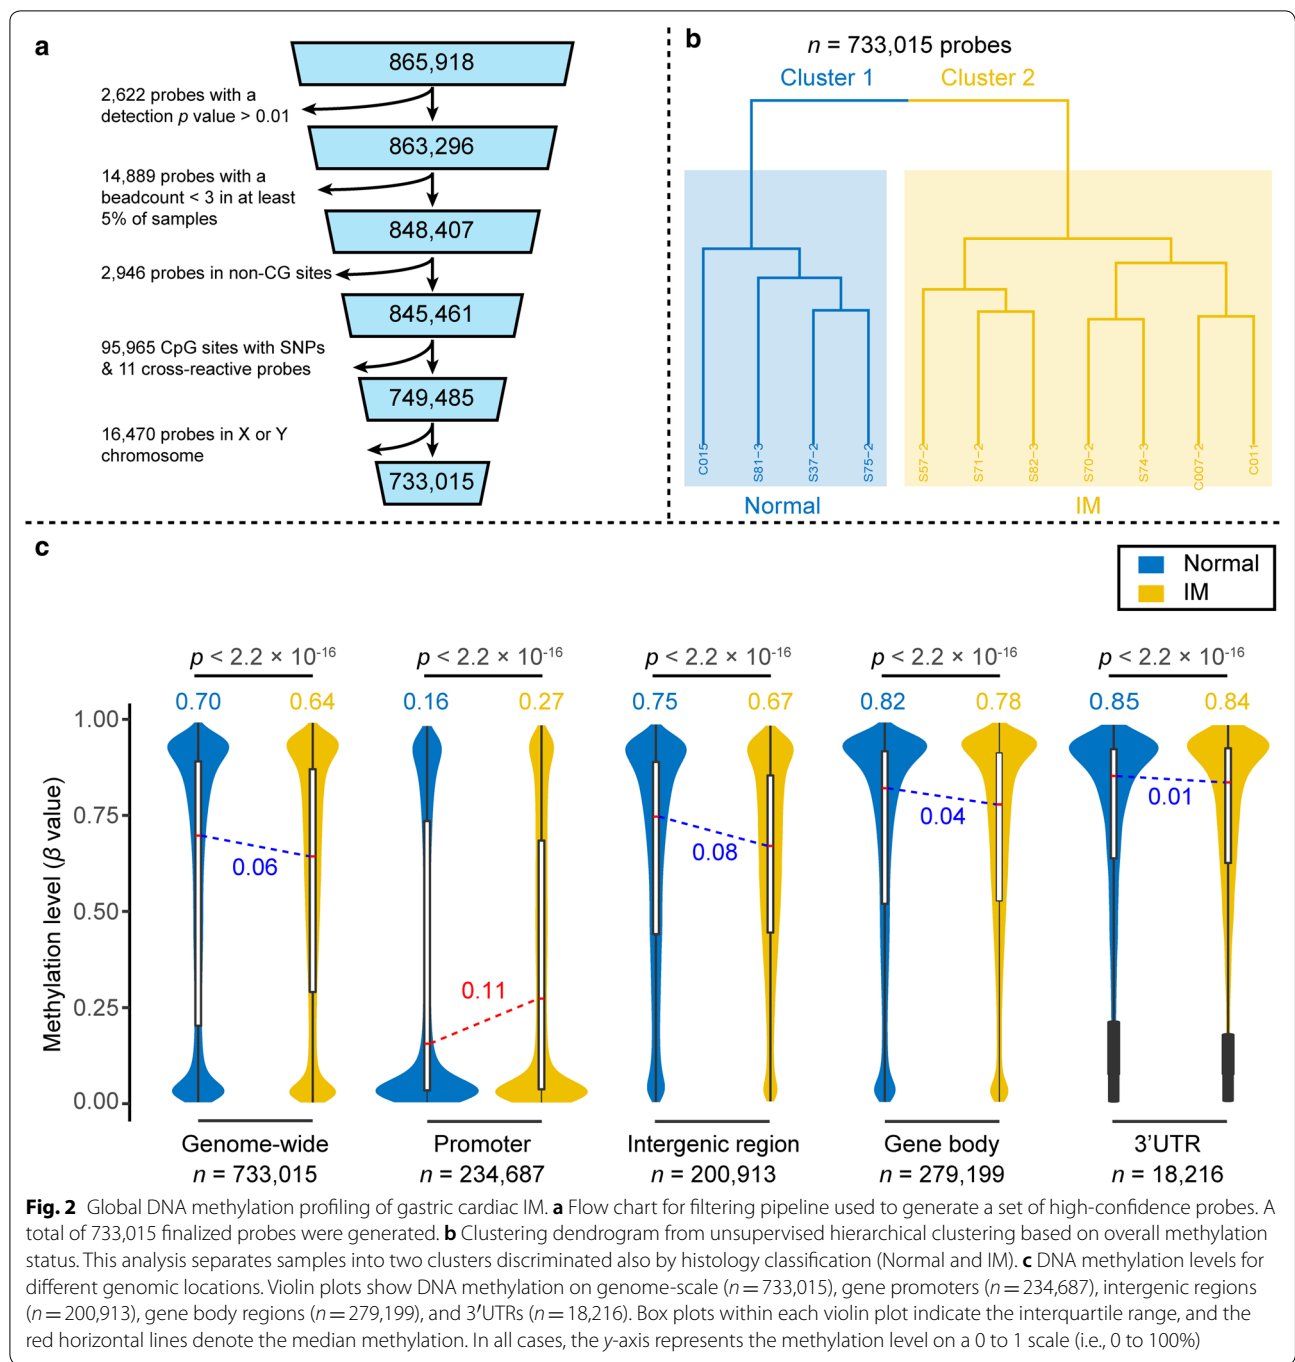 a
865,918
2,622 probes with a
detection p value > 0.01
863,296
14,889 probes with a
beadcount < 3 in at least
5% of samples
848,407
2,946 probes in non-CG sites
845,461
95,965 CpG sites with SNPs
& 11 cross-reactive probes
749,485
16,470 probes in X or Y
chromosome
733,015
b
n = 733,015 probes
Cluster 1 Cluster 2
C015 S81-3 S37-2 S75-2 S57-2 S71-2 S82-3 S70-2 S74-3 C007-2 C011
Normal IM
c
Normal
IM
p < 2.2 × 10-16 p < 2.2 × 10-16 p < 2.2 × 10-16 p < 2.2 × 10-16 p < 2.2 × 10-16
0.70 0.64 0.16 0.27 0.75 0.67 0.82 0.78 0.85 0.84
Methylation level (β value)
1.00
0.75
0.50
0.25
0.00
0.06
0.11
0.08
0.04
0.01
Genome-wide Promoter Intergenic region Gene body 3'UTR
n = 733,015 n = 234,687 n = 200,913 n = 279,199 n = 18,216
Fig. 2 Global DNA methylation profiling of gastric cardiac IM. a Flow chart for filtering pipeline used to generate a set of high-confidence probes. A
total of 733,015 finalized probes were generated. b Clustering dendrogram from unsupervised hierarchical clustering based on overall methylation
status. This analysis separates samples into two clusters discriminated also by histology classification (Normal and IM). c DNA methylation levels for
different genomic locations. Violin plots show DNA methylation on genome-scale (n = 733,015), gene promoters (n = 234,687), intergenic regions
(n = 200,913), gene body regions (n = 279,199), and 3′UTRs (n = 18,216). Box plots within each violin plot indicate the interquartile range, and the
red horizontal lines denote the median methylation. In all cases, the y-axis represents the methylation level on a 0 to 1 scale (i.e., 0 to 100%)